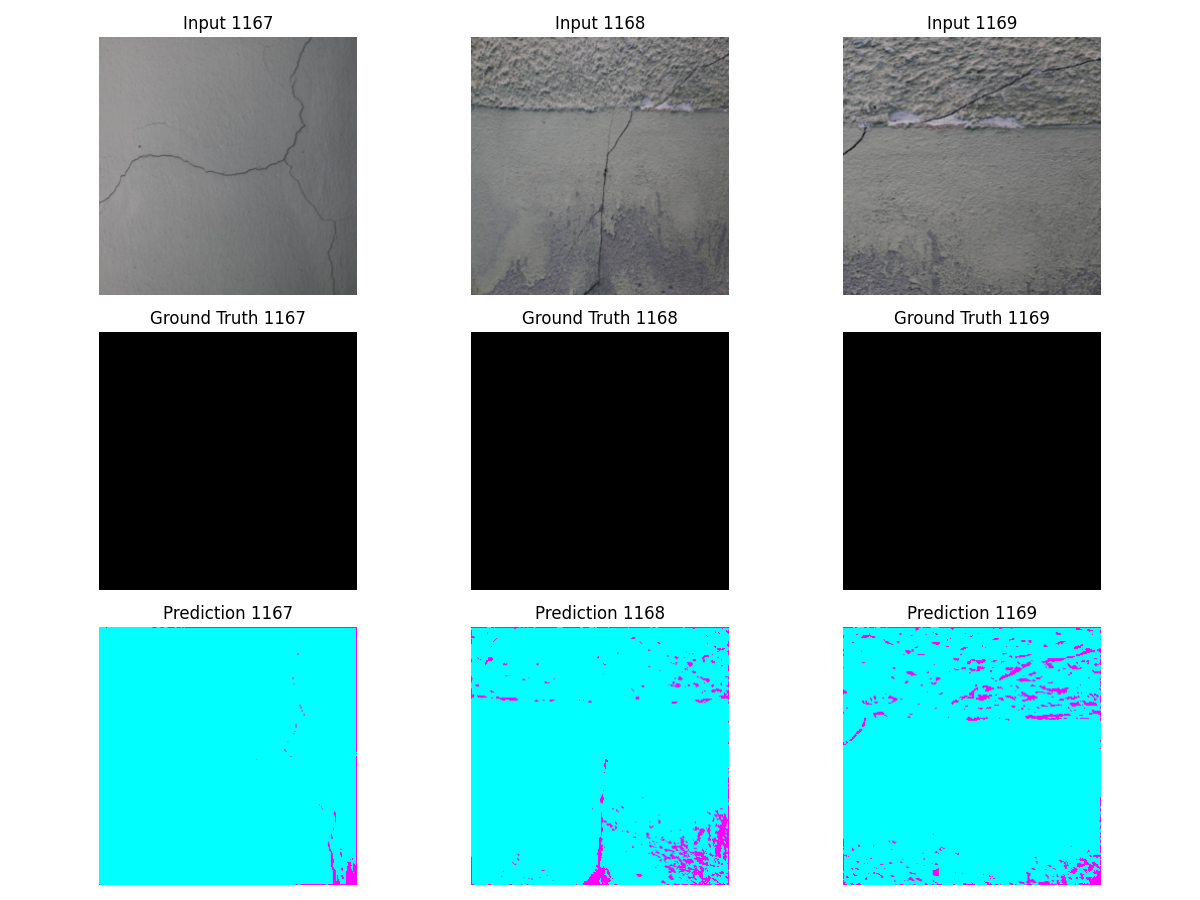 Input 1167
Input 1168
Input 1169
Ground Truth 1167
Ground Truth 1168
Ground Truth 1169
Prediction 1167
Prediction 1168
Prediction 1169